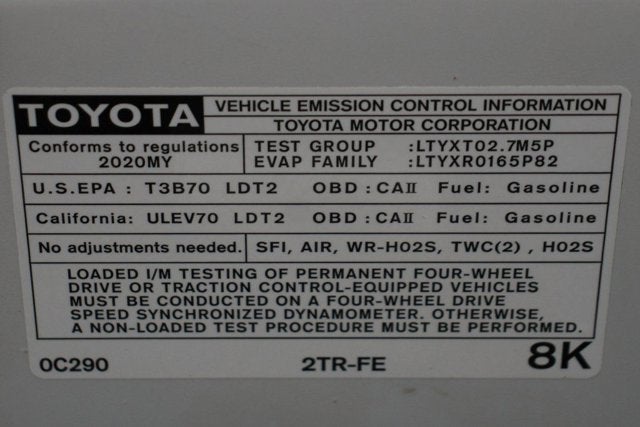 TOYOTA VEHICLE EMISSION CONTROL INFORMATION
TOYOTA MOTOR CORPORATION
Conforms to regulations
2020MY
TEST GROUP :LTYXT02.7M5P
EVAP FAMILY :LTYXR0165P82
U.S.EPA : T3B70 LDT2 OBD : CAII Fuel: Gasoline
California: ULEV70 LDT2 OBD : CAII Fuel: Gasoline
No adjustments needed. SFI, AIR, WR-HO2S, TWC(2) , HO2S
LOADED I/M TESTING OF PERMANENT FOUR-WHEEL
DRIVE OR TRACTION CONTROL-EQUIPPED VEHICLES
MUST BE CONDUCTED ON A FOUR-WHEEL DRIVE
SPEED SYNCHRONIZED DYNAMOMETER. OTHERWISE,
A NON-LOADED TEST PROCEDURE MUST BE PERFORMED.
0C290 2TR-FE 8K